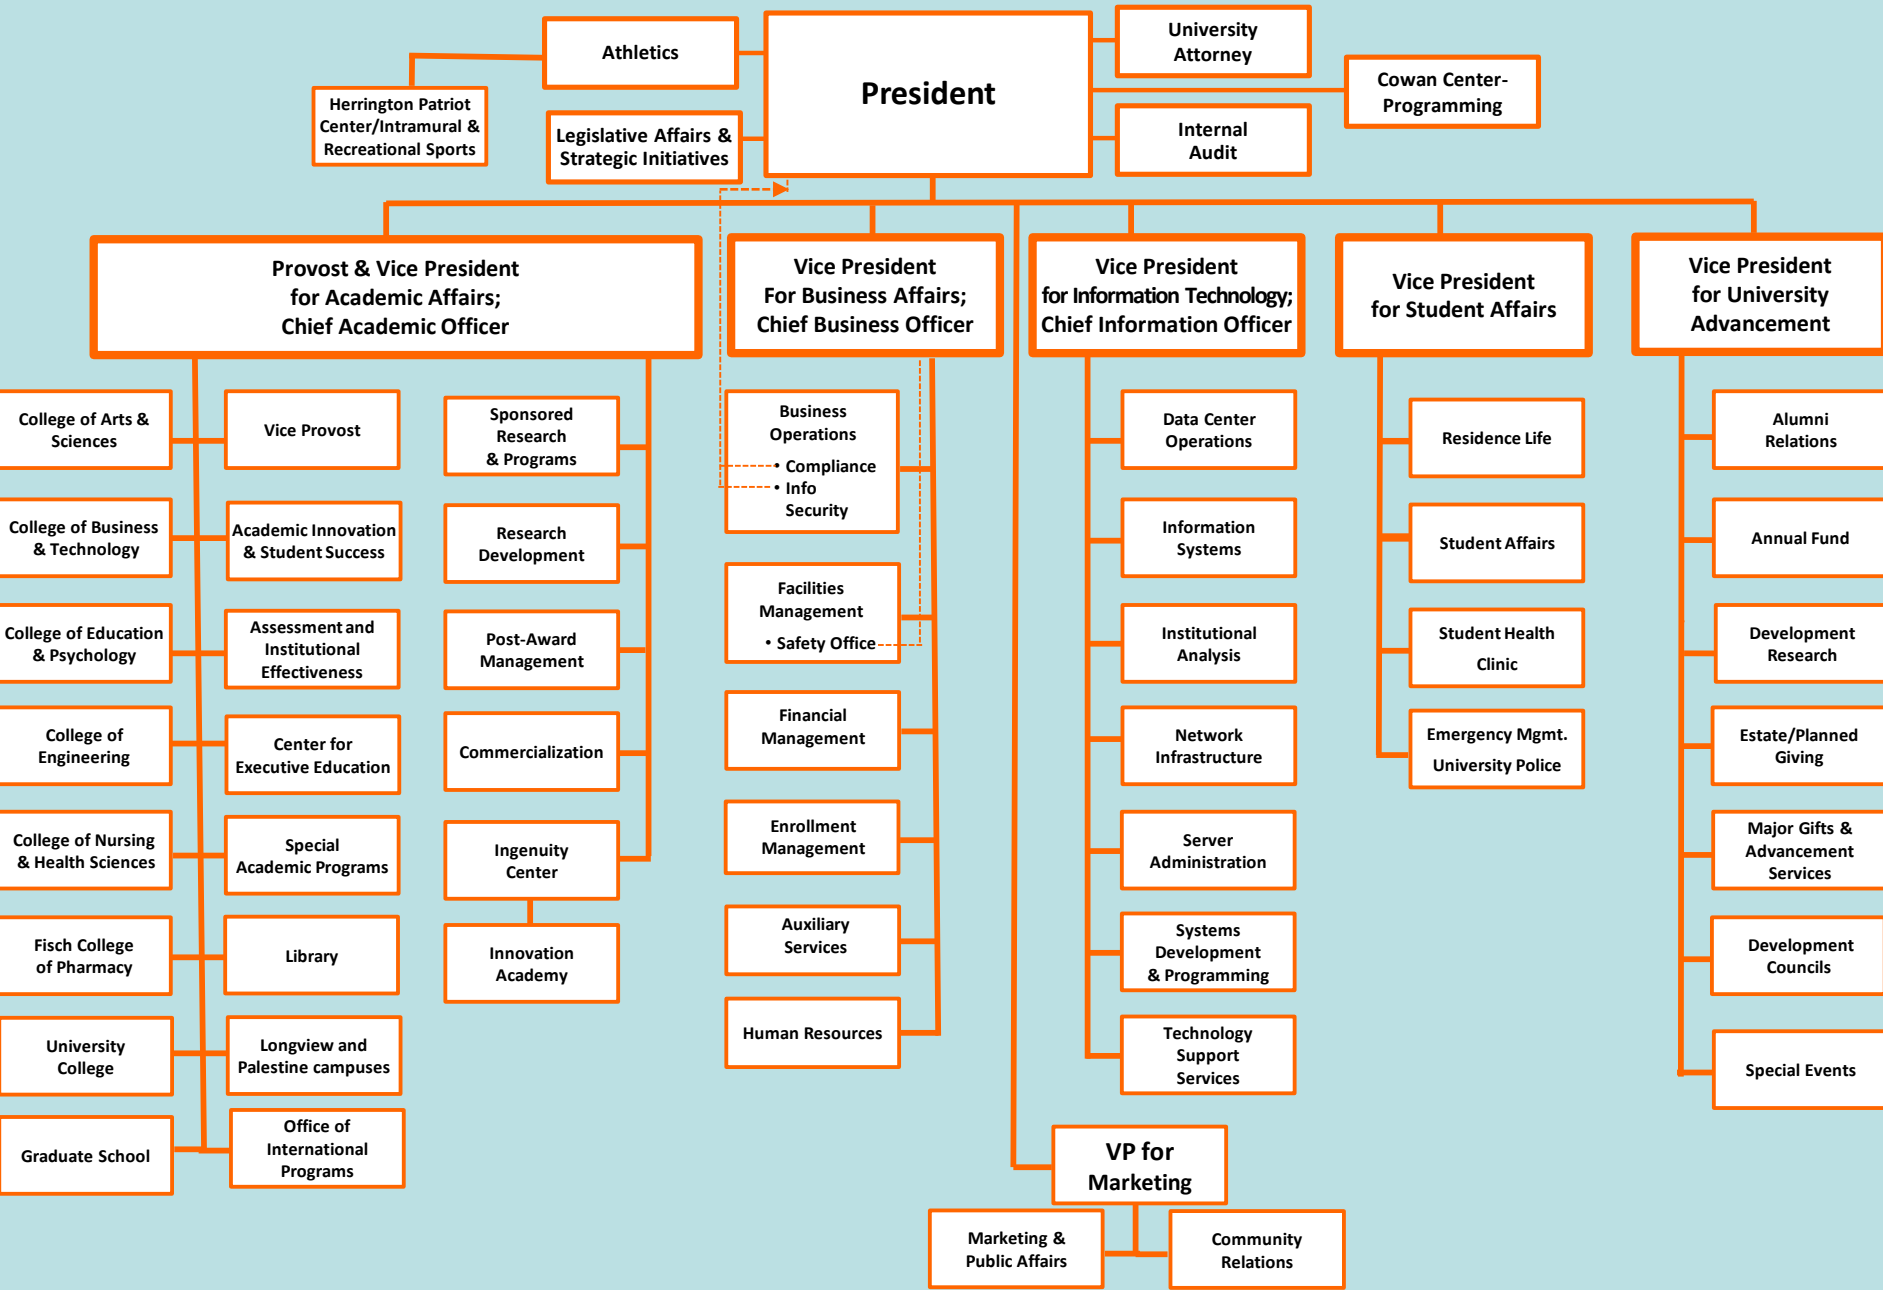 Athletics
President
University
Attorney
Cowan Center-
Programming
Herrington Patriot
Center/Intramural &
Recreational Sports
Legislative Affairs &
Strategic Initiatives
Internal
Audit
Provost & Vice President
for Academic Affairs;
Chief Academic Officer
Vice President
For Business Affairs;
Chief Business Officer
Vice President
for Information Technology;
Chief Information Officer
Vice President
for Student Affairs
Vice President
for University
Advancement
College of Arts &
Sciences
College of Business
& Technology
College of Education
& Psychology
College of
Engineering
College of Nursing
& Health Sciences
Fisch College
of Pharmacy
University
College
Graduate School
Vice Provost
Academic Innovation
& Student Success
Assessment and
Institutional
Effectiveness
Center for
Executive Education
Special
Academic Programs
Library
Longview and
Palestine campuses
Office of
International
Programs
Sponsored
Research
& Programs
Research
Development
Post-Award
Management
Commercialization
Ingenuity
Center
Innovation
Academy
Business
Operations
• Compliance
• Info
Security
Facilities
Management
• Safety Office
Financial
Management
Enrollment
Management
Auxiliary
Services
Human Resources
Data Center
Operations
Information
Systems
Institutional
Analysis
Network
Infrastructure
Server
Administration
Systems
Development
& Programming
Technology
Support
Services
Residence Life
Student Affairs
Student Health
Clinic
Emergency Mgmt.
University Police
Alumni
Relations
Annual Fund
Development
Research
Estate/Planned
Giving
Major Gifts &
Advancement
Services
Development
Councils
Special Events
VP for
Marketing
Marketing &
Public Affairs
Community
Relations